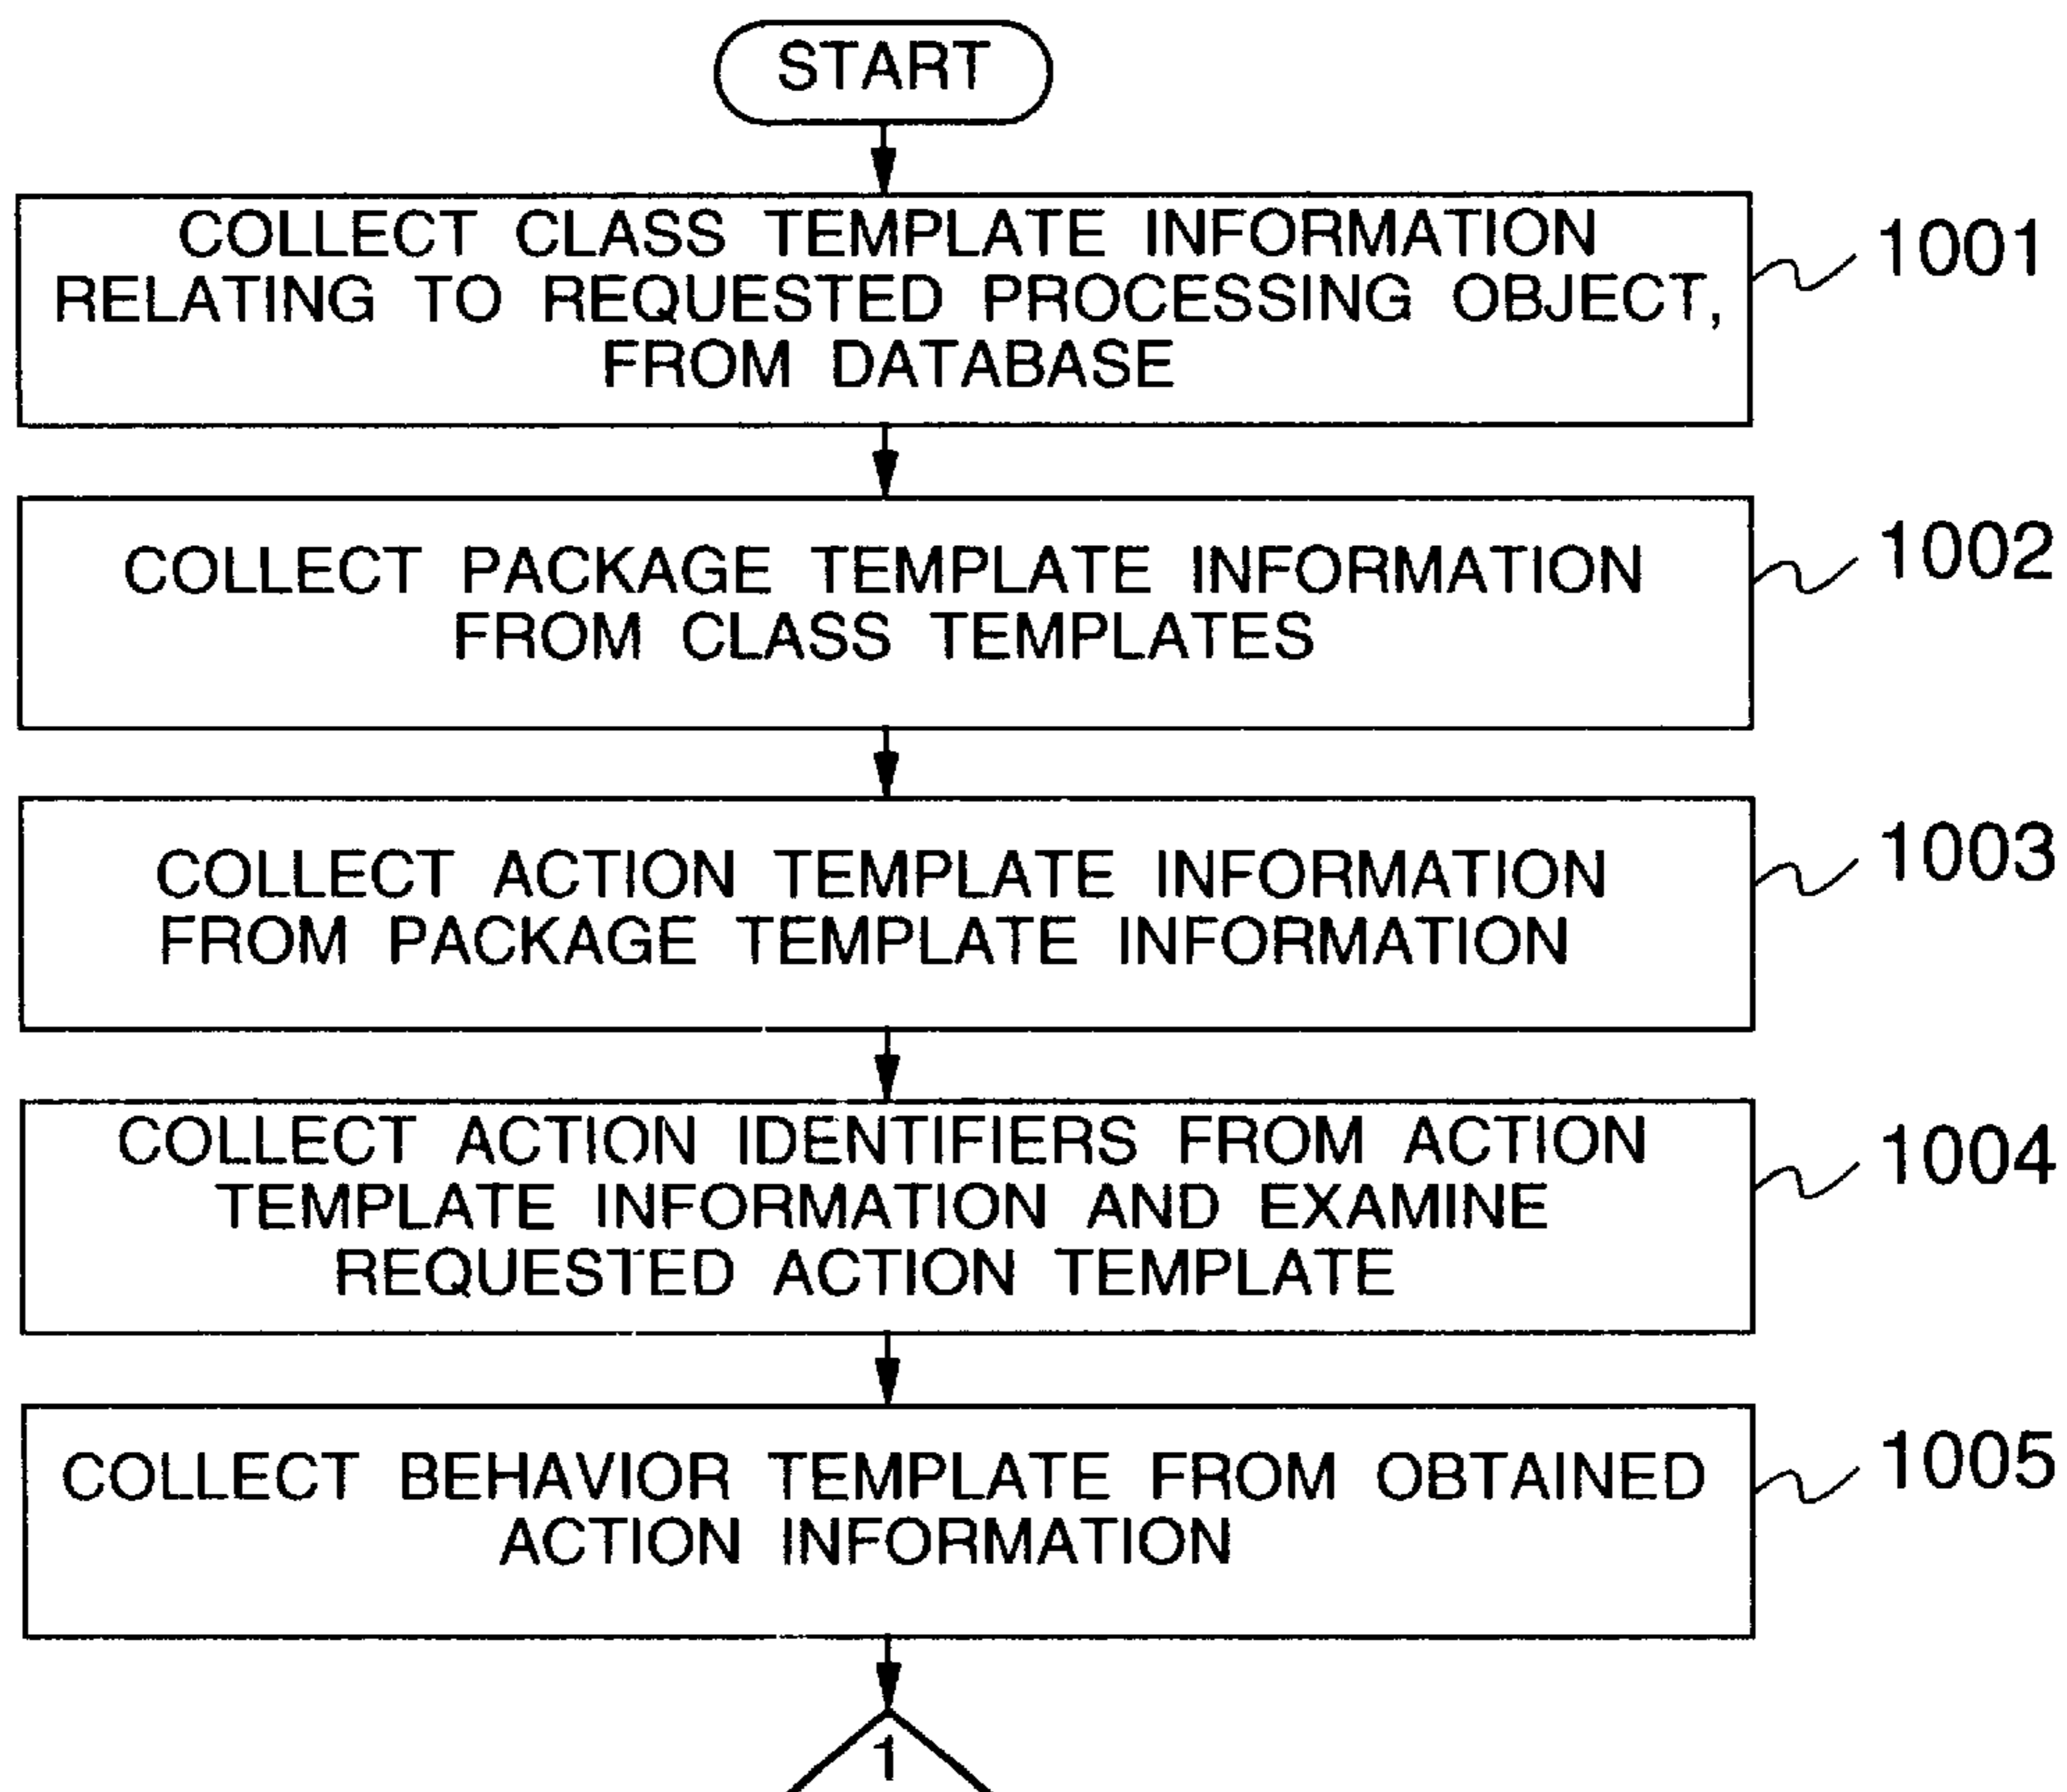 START
COLLECT CLASS TEMPLATE INFORMATION
RELATING TO REQUESTED PROCESSING OBJECT,
FROM DATABASE
1001
COLLECT PACKAGE TEMPLATE INFORMATION
FROM CLASS TEMPLATES
1002
COLLECT ACTION TEMPLATE INFORMATION
FROM PACKAGE TEMPLATE INFORMATION
1003
COLLECT ACTION IDENTIFIERS FROM ACTION
TEMPLATE INFORMATION AND EXAMINE
REQUESTED ACTION TEMPLATE
1004
COLLECT BEHAVIOR TEMPLATE FROM OBTAINED
ACTION INFORMATION
1005
1